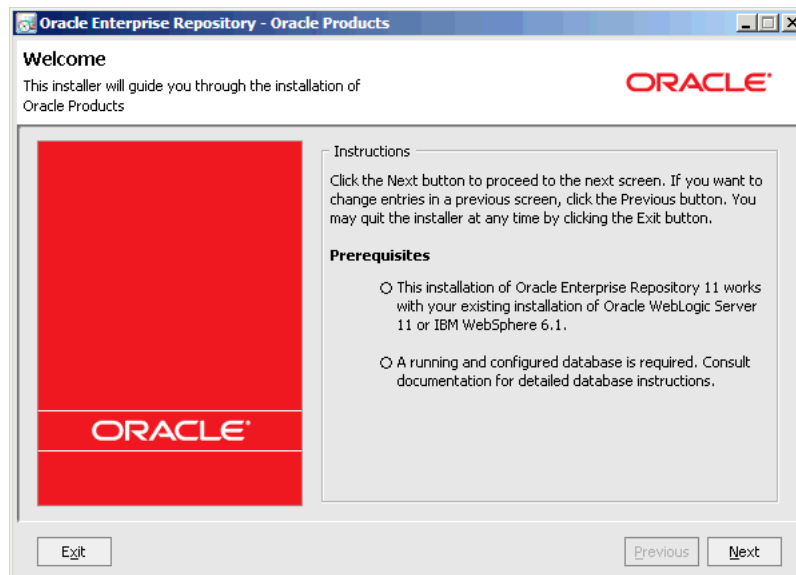 Oracle Enterprise Repository - Oracle Products
Welcome
This installer will guide you through the installation of
Oracle Products
ORACLE
Instructions
Click the Next button to proceed to the next screen. If you want to
change entries in a previous screen, click the Previous button. You
may quit the installer at any time by clicking the Exit button.
Prerequisites
This installation of Oracle Enterprise Repository 11 works
with your existing installation of Oracle WebLogic Server
11 or IBM WebSphere 6.1.
A running and configured database is required. Consult
documentation for detailed database instructions.
ORACLE
Exit
Previous
Next